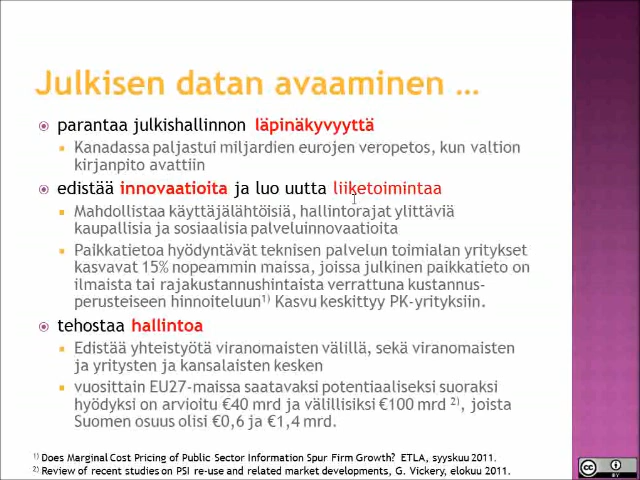 Julkisen datan avaaminen …
parantaa julkishallinnon läpinäkyvyyttä
Kanadassa paljastui miljardien eurojen veropetos, kun valtion
kirjanpito avattiin
edistää innovaatioita ja luo uutta liiketoimintaa
Mahdollistaa käyttäjälähtöisiä, hallintorajat ylittäviä
kaupallisia ja sosiaalisia palveluinnovaatioita
Paikkatietoa hyödyntävät teknisen palvelun toimialan yritykset
kasvavat 15% nopeammin maissa, joissa julkinen paikkatieto on
ilmaista tai rajakustannushintaista verrattuna kustannus-
perusteiseen hinnoiteluun¹⁾ Kasvu keskittyy PK-yrityksiin.
tehostaa hallintoa
Edistää yhteistyötä viranomaisten välillä, sekä viranomaisten
ja yritysten ja kansalaisten kesken
vuosittain EU27-maissa saatavaksi potentiaaliseksi suoraksi
hyödyksi on arvioitu €40 mrd ja välillisiksi €100 mrd ²⁾, joista
Suomen osuus olisi €0,6 ja €1,4 mrd.
¹⁾ Does Marginal Cost Pricing of Public Sector Information Spur Firm Growth? ETLA, syyskuu 2011.
²⁾ Review of recent studies on PSI re-use and related market developments, G. Vickery, elokuu 2011.
cc
BY